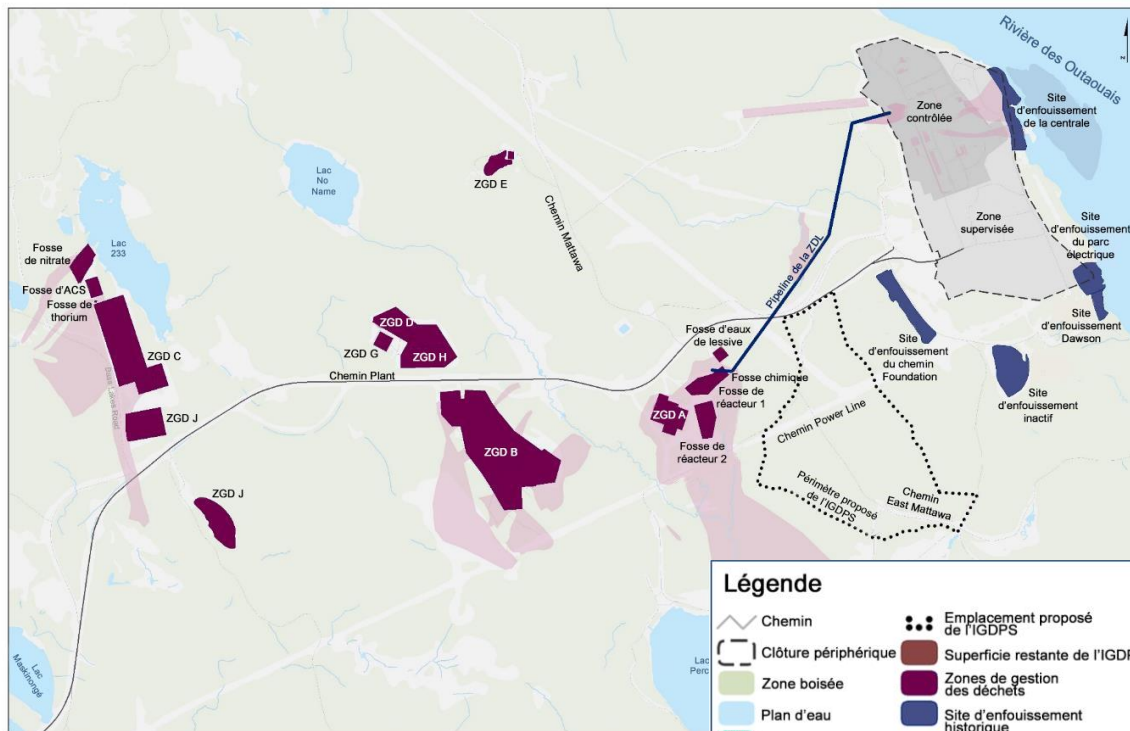 Rivière des Outaouais
N
Site
d'enfouissement
de la centrale
Zone
contrôlée
Lac
No
Name
ZGD E
Chemin Mattawa
Lac
233
Fosse
de nitrate
Fosse d'ACS
Fosse de
thorium
ZGD C
ZGD J
ZGD J
ZGD D
ZGD G
ZGD H
Chemin Plant
ZGD B
Pipeline de la ZDL
Zone
supervisée
Site
d'enfouissement
du parc
électrique
Site
d'enfouissement
Dawson
Site
d'enfouissement
du chemin
Foundation
Site
d'enfouissement
inactif
Fosse d'eaux
de lessive
Fosse chimique
Fosse de
réacteur 1
ZGD A
Fosse de
réacteur 2
Chemin Power Line
Périmètre proposé
de l'IGDPS
Chemin
East Mattawa
Lac
Maskinongé
Lac
Perc
Légende
Chemin
Clôture périphérique
Zone boisée
Plan d'eau
Emplacement proposé
de l'IGDPS
Superficie restante de l'IGDP
Zones de gestion
des déchets
Site d'enfouissement
historique